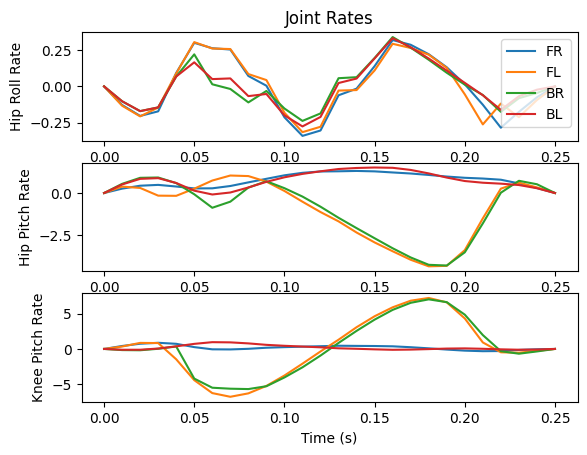 Joint Rates
Hip Roll Rate
0.25
0.00
−0.25
FR
FL
BR
BL
0.00 0.05 0.10 0.15 0.20 0.25
Hip Pitch Rate
0.0
−2.5
0.00 0.05 0.10 0.15 0.20 0.25
Knee Pitch Rate
5
0
−5
0.00 0.05 0.10 0.15 0.20 0.25
Time (s)